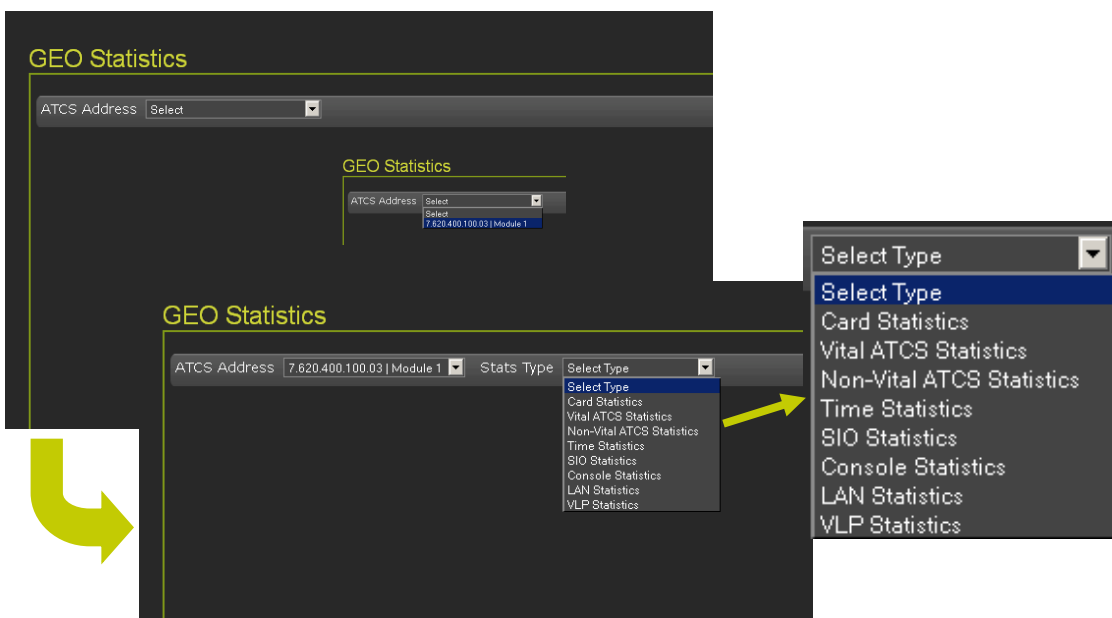 GEO Statistics
ATCS Address Select
GEO Statistics
ATCS Address Select
Select
7.620.400.100.03 | Module 1
GEO Statistics
ATCS Address 7.620.400.100.03 | Module 1 Stats Type Select Type
Select Type
Card Statistics
Vital ATCS Statistics
Non-Vital ATCS Statistics
Time Statistics
SIO Statistics
Console Statistics
LAN Statistics
VLP Statistics
Select Type
Select Type
Card Statistics
Vital ATCS Statistics
Non-Vital ATCS Statistics
Time Statistics
SIO Statistics
Console Statistics
LAN Statistics
VLP Statistics